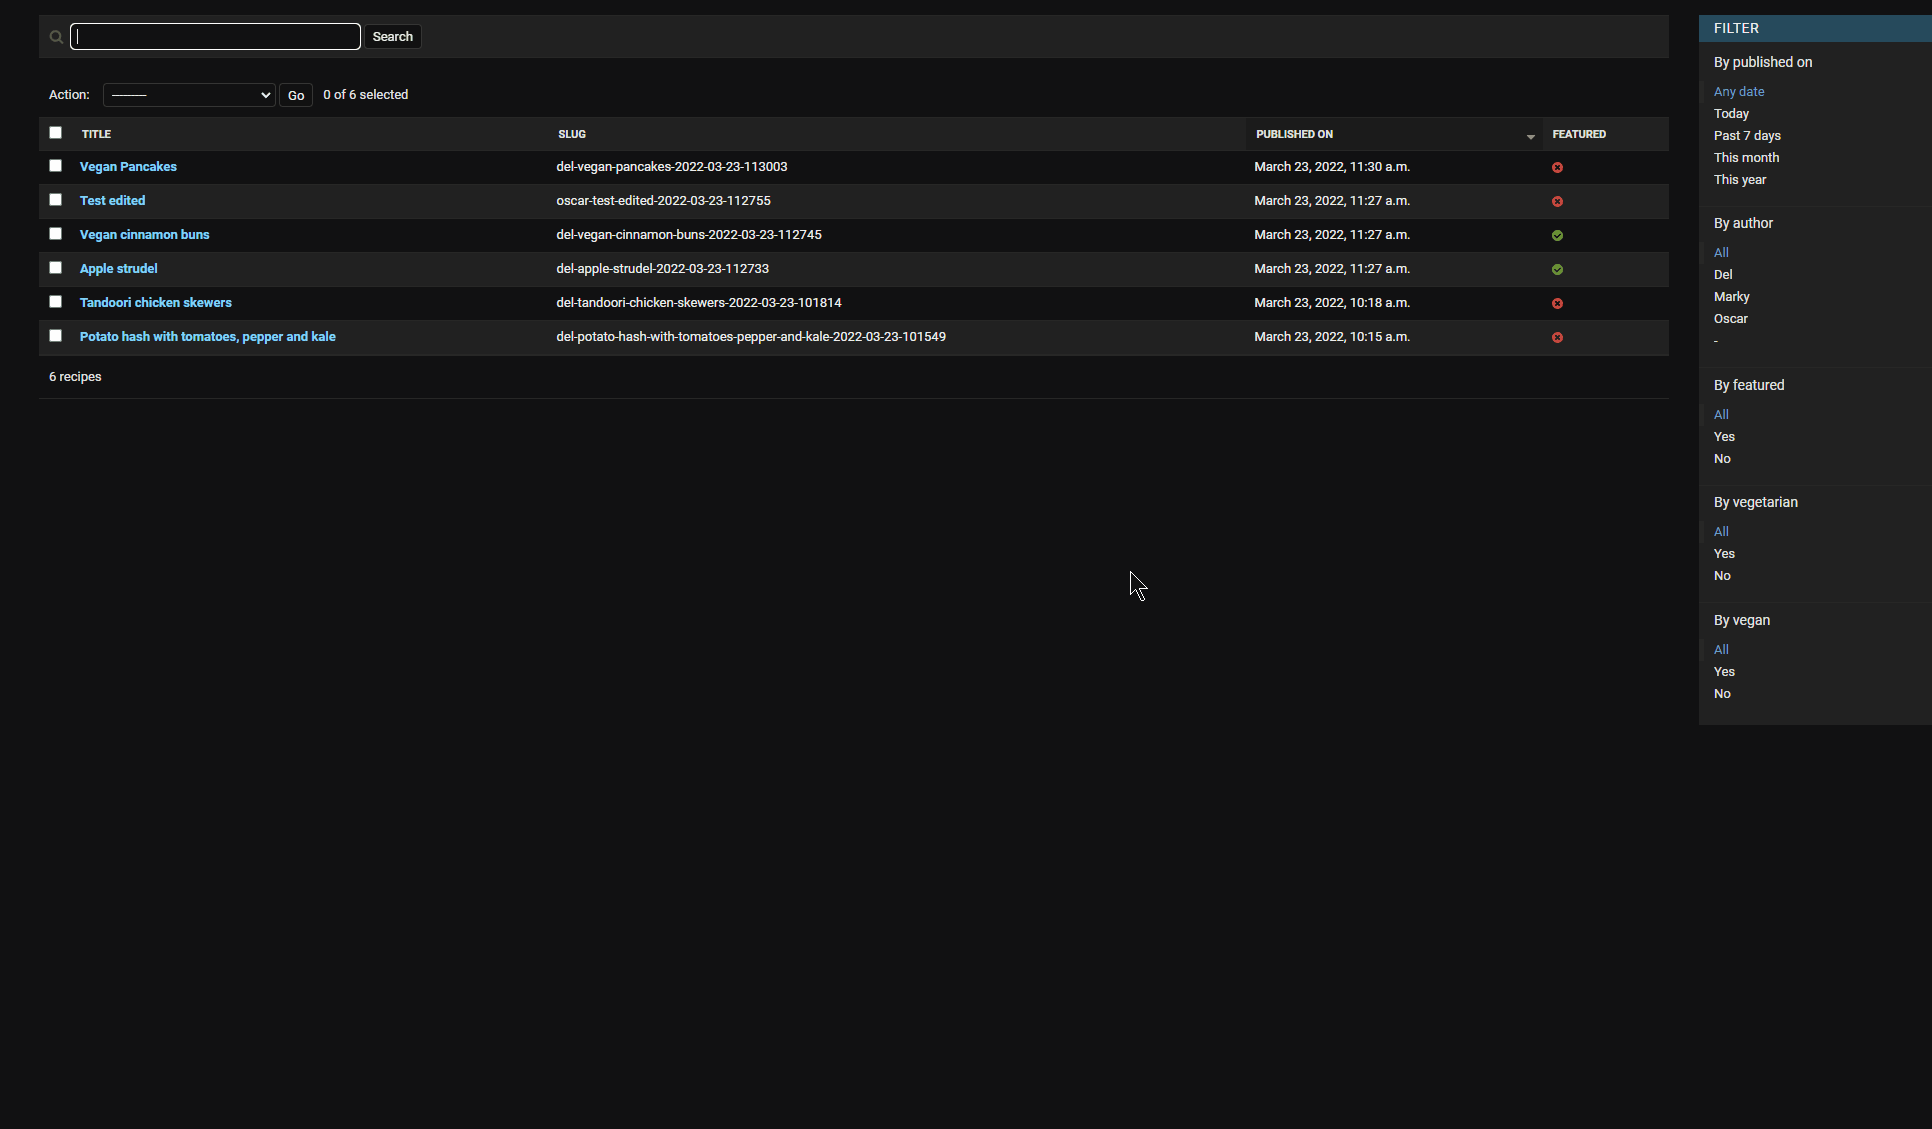 Search
Action: --------- Go 0 of 6 selected
TITLE SLUG PUBLISHED ON FEATURED
Vegan Pancakes del-vegan-pancakes-2022-03-23-113003 March 23, 2022, 11:30 a.m.
Test edited oscar-test-edited-2022-03-23-112755 March 23, 2022, 11:27 a.m.
Vegan cinnamon buns del-vegan-cinnamon-buns-2022-03-23-112745 March 23, 2022, 11:27 a.m.
Apple strudel del-apple-strudel-2022-03-23-112733 March 23, 2022, 11:27 a.m.
Tandoori chicken skewers del-tandoori-chicken-skewers-2022-03-23-101814 March 23, 2022, 10:18 a.m.
Potato hash with tomatoes, pepper and kale del-potato-hash-with-tomatoes-pepper-and-kale-2022-03-23-101549 March 23, 2022, 10:15 a.m.
6 recipes
FILTER
By published on
Any date
Today
Past 7 days
This month
This year
By author
All
Del
Marky
Oscar
-
By featured
All
Yes
No
By vegetarian
All
Yes
No
By vegan
All
Yes
No